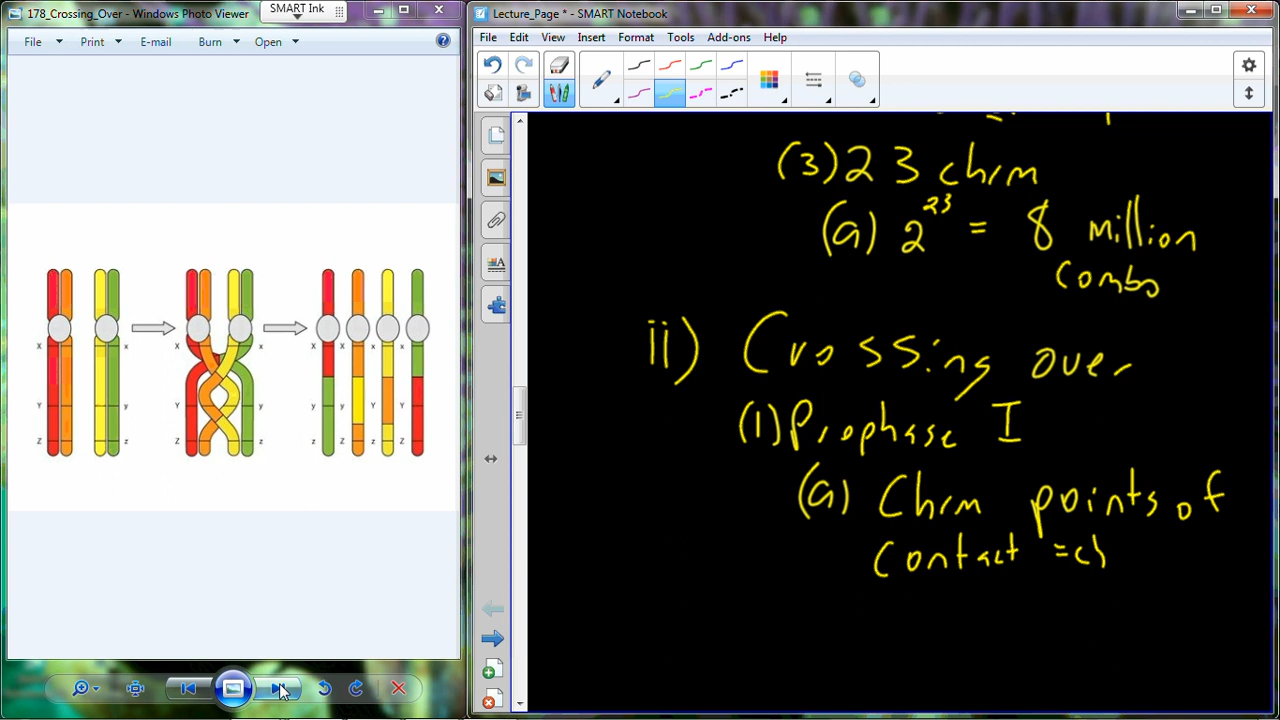 178_Crossing_Over - Windows Photo Viewer
SMART Ink
File Print E-mail Burn Open
X x X x X X x x
Y y Y y y y Y Y
Z z Z z z Z z Z
Lecture_Page * - SMART Notebook
File Edit View Insert Format Tools Add-ons Help
(3) 23 chrm
(a) 2^23 = 8 million
combo
ii) Crossing over
(1) Prophase I
(a) Chrm points of
contact = ch